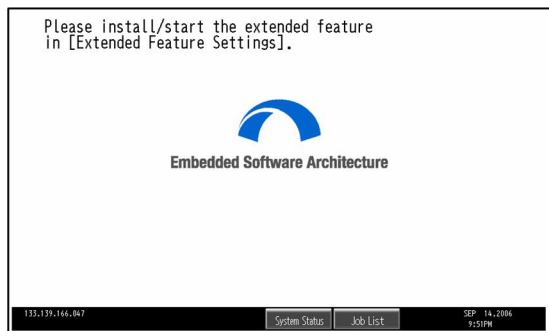 Please install/start the extended feature
in [Extended Feature Settings].
Embedded Software Architecture
133.139.166.047
System Status
Job List
SEP 14,2006
9:51PM